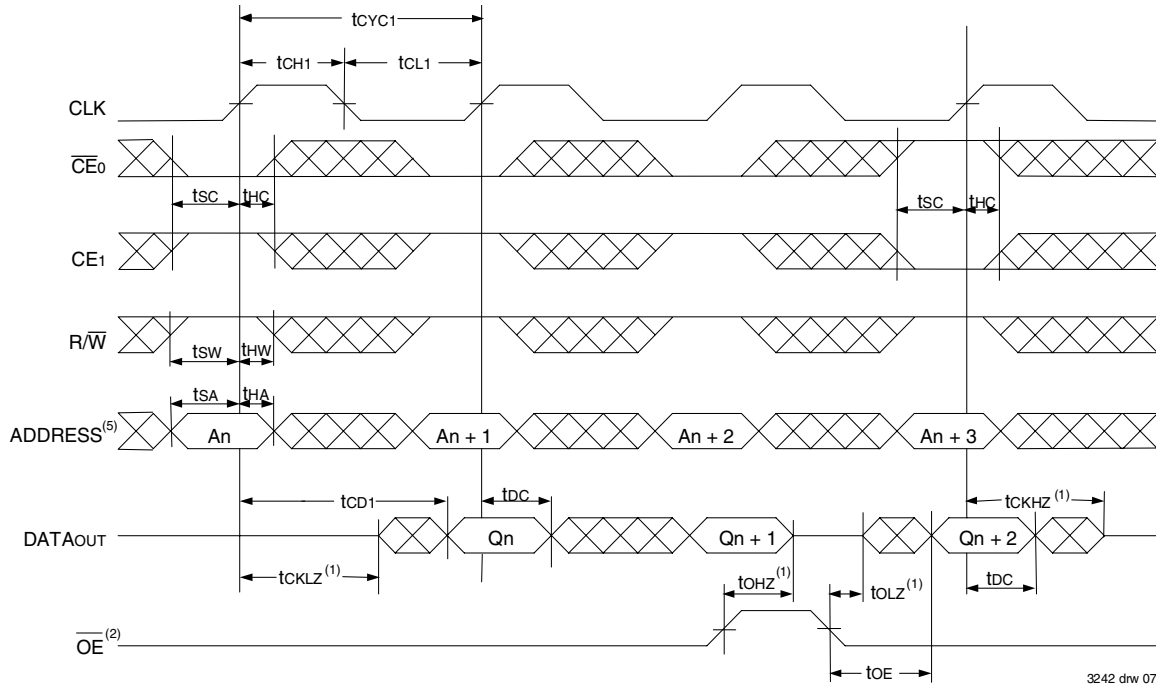 tCYC1
tCH1 tCL1
CLK
CE0
tSC tHC tSC tHC
CE1
R/W
tSW tHW
tSA tHA
ADDRESS(5) An An + 1 An + 2 An + 3
tCD1 tDC tCKHZ(1)
DATAOUT Qn Qn + 1 Qn + 2
tCKLZ(1) tOHZ(1) tOLZ(1) tDC
OE(2)
tOE
3242 drw 07